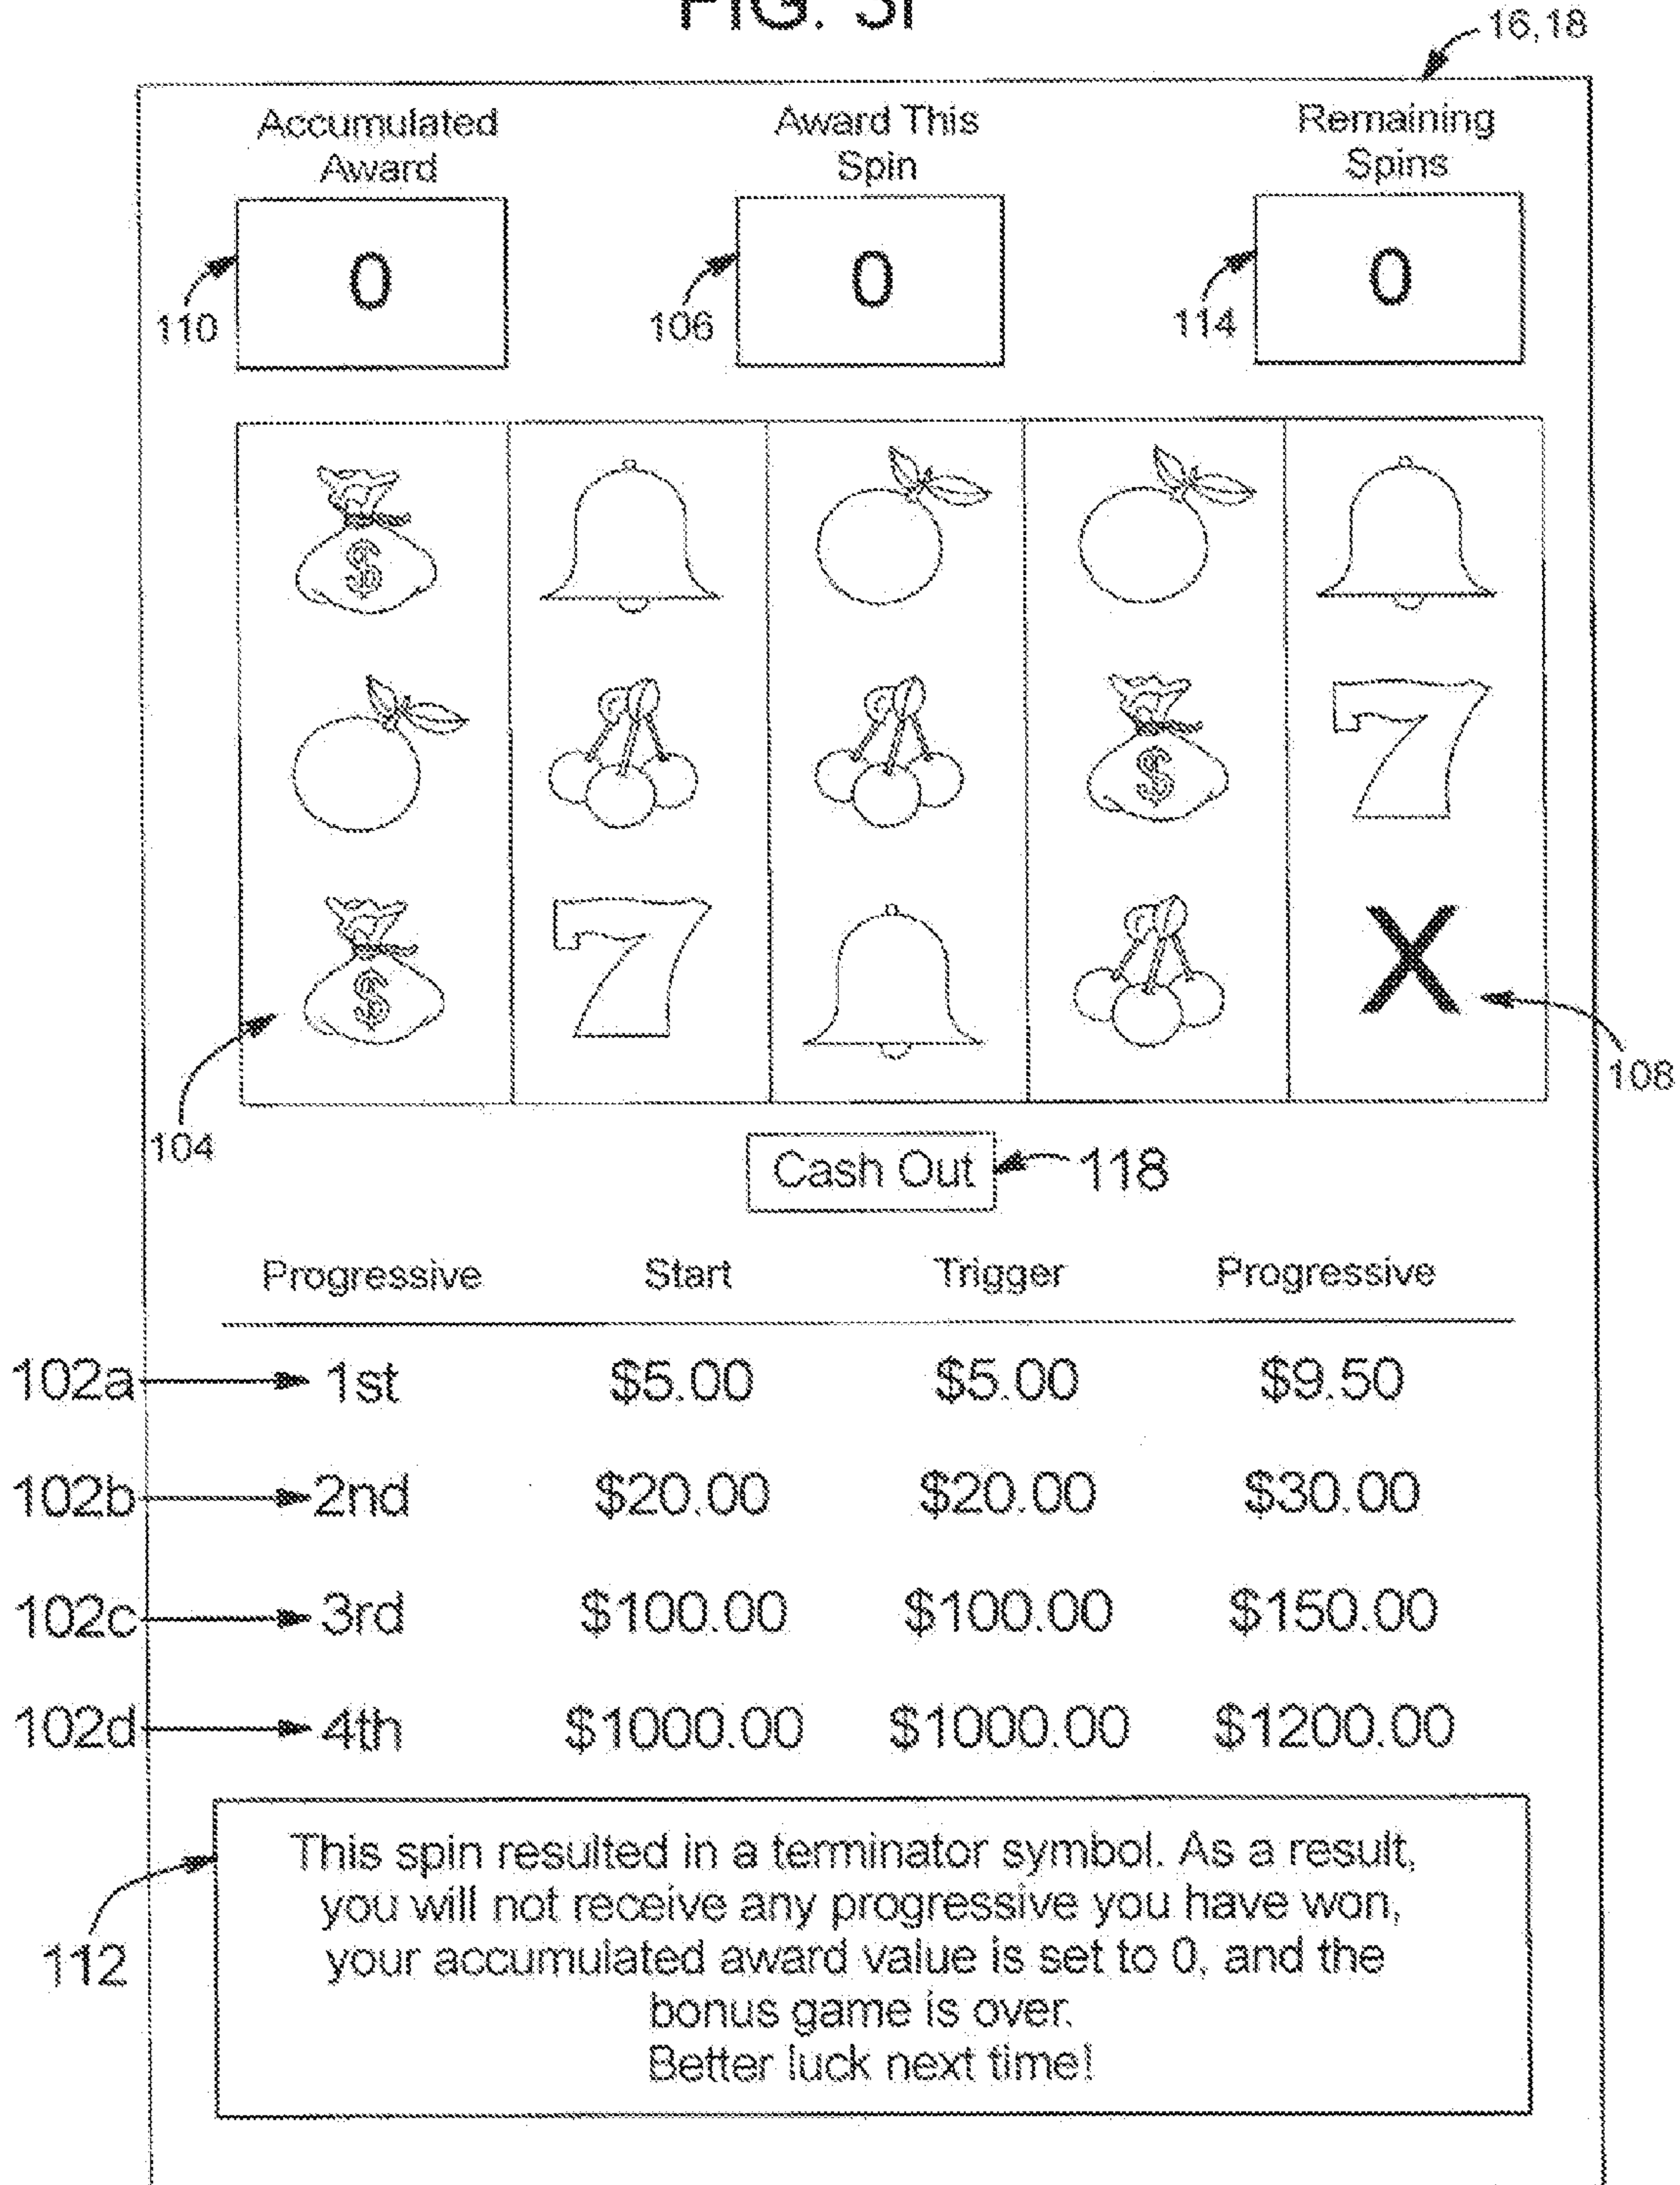 16,18
Accumulated Award This Remaining
Award Spin Spins
0 0 0
110 106 114
$
7
$
$ 7 X
104 108
Cash Out 118
Progressive Start Trigger Progressive
102a 1st $5.00 $5.00 $9.50
102b 2nd $20.00 $20.00 $30.00
102c 3rd $100.00 $100.00 $150.00
102d 4th $1000.00 $1000.00 $1200.00
This spin resulted in a terminator symbol. As a result,
you will not receive any progressive you have won,
112 your accumulated award value is set to 0, and the
bonus game is over.
Better luck next time!